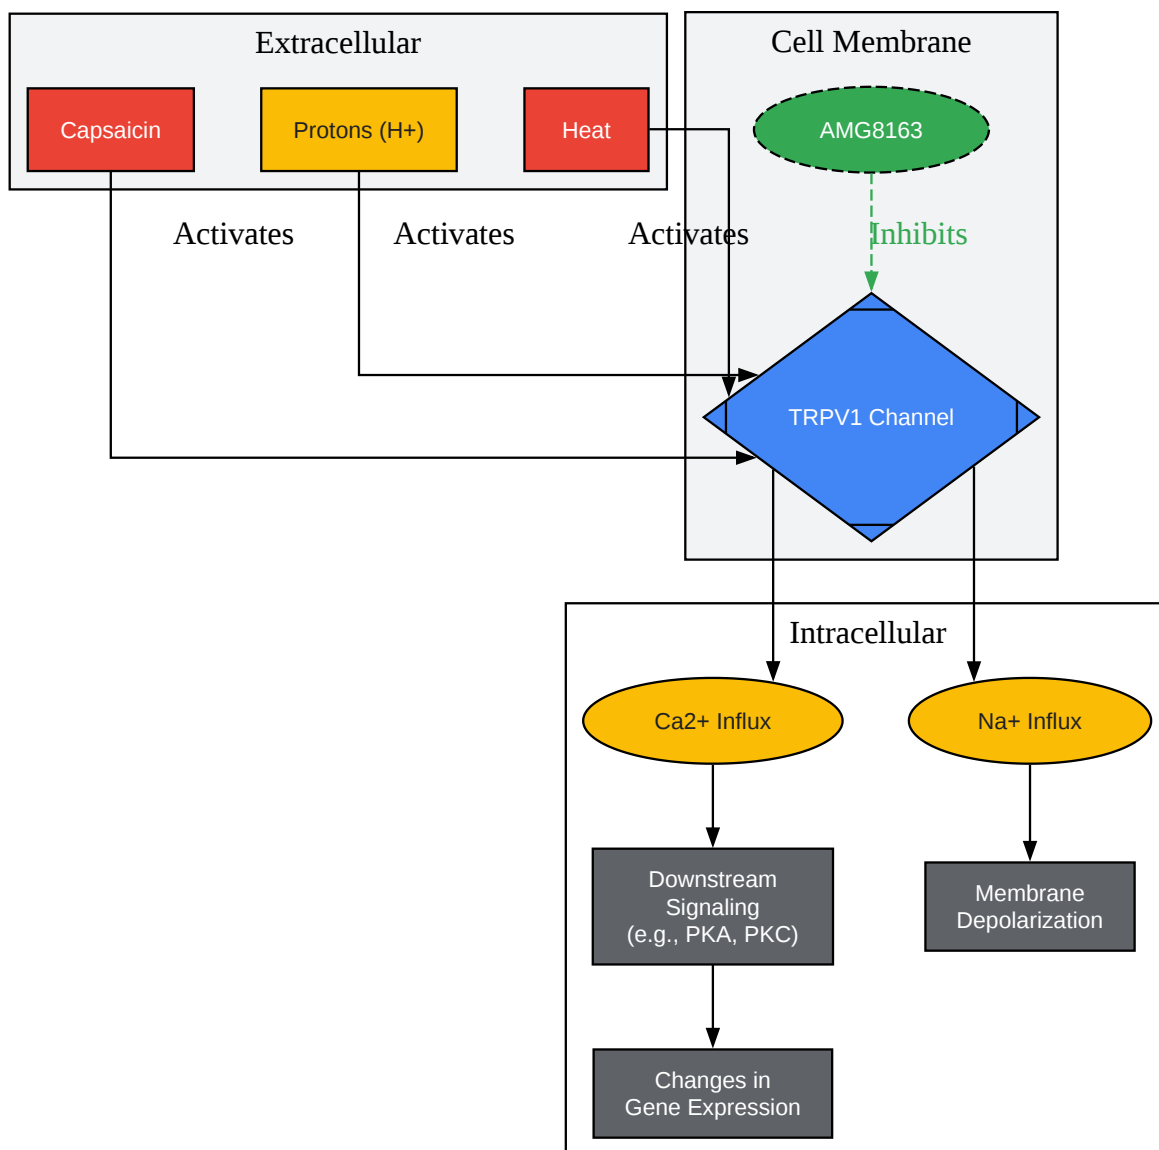 Extracellular
Cell Membrane
Capsaicin
Protons (H+)
Heat
AMG8163
Activates
Activates
Activates
Inhibits
TRPV1 Channel
Intracellular
Ca2+ Influx
Na+ Influx
Downstream
Signaling
(e.g., PKA, PKC)
Membrane
Depolarization
Changes in
Gene Expression